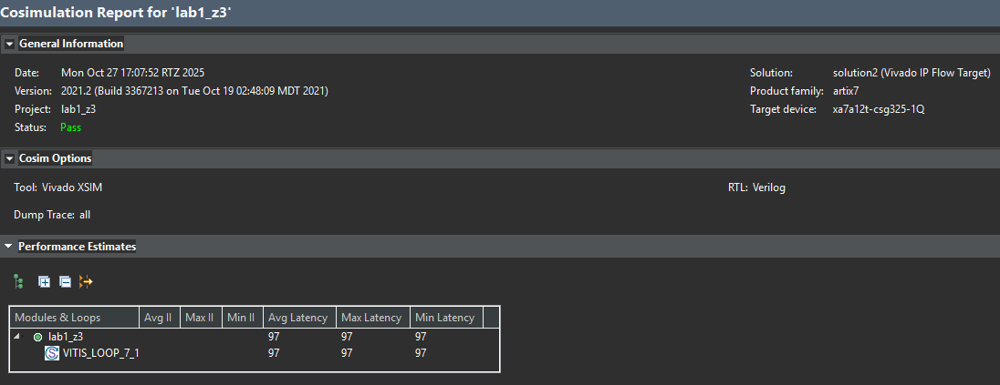 Cosimulation Report for 'lab1_z3'
General Information
Date: Mon Oct 27 17:07:52 RTZ 2025 Solution: solution2 (Vivado IP Flow Target)
Version: 2021.2 (Build 3367213 on Tue Oct 19 02:48:09 MDT 2021) Product family: artix7
Project: lab1_z3 Target device: xa7a12t-csg325-1Q
Status: Pass
Cosim Options
Tool: Vivado XSIM RTL: Verilog
Dump Trace: all
Performance Estimates
Modules & Loops Avg II Max II Min II Avg Latency Max Latency Min Latency
lab1_z3 97 97 97
VITIS_LOOP_7_1 97 97 97